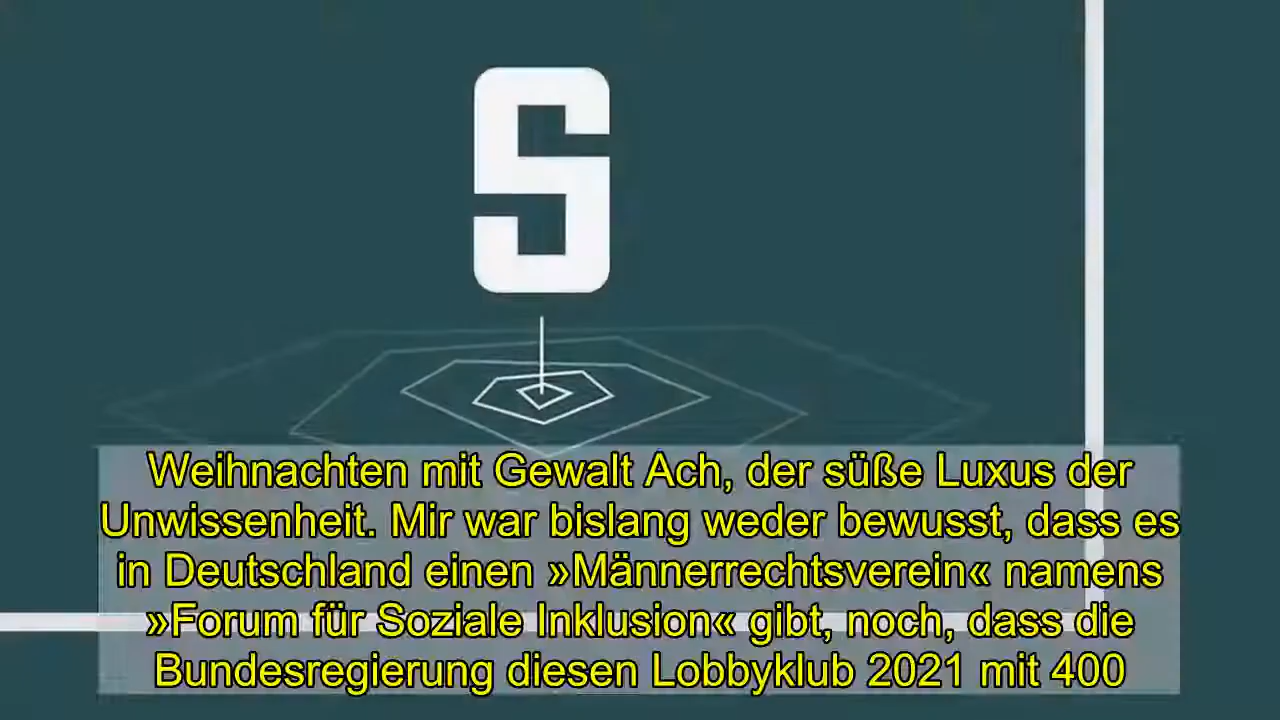 S
Weihnachten mit Gewalt Ach, der süße Luxus der
Unwissenheit. Mir war bislang weder bewusst, dass es
in Deutschland einen »Männerrechtsverein« namens
»Forum für Soziale Inklusion« gibt, noch, dass die
Bundesregierung diesen Lobbyklub 2021 mit 400